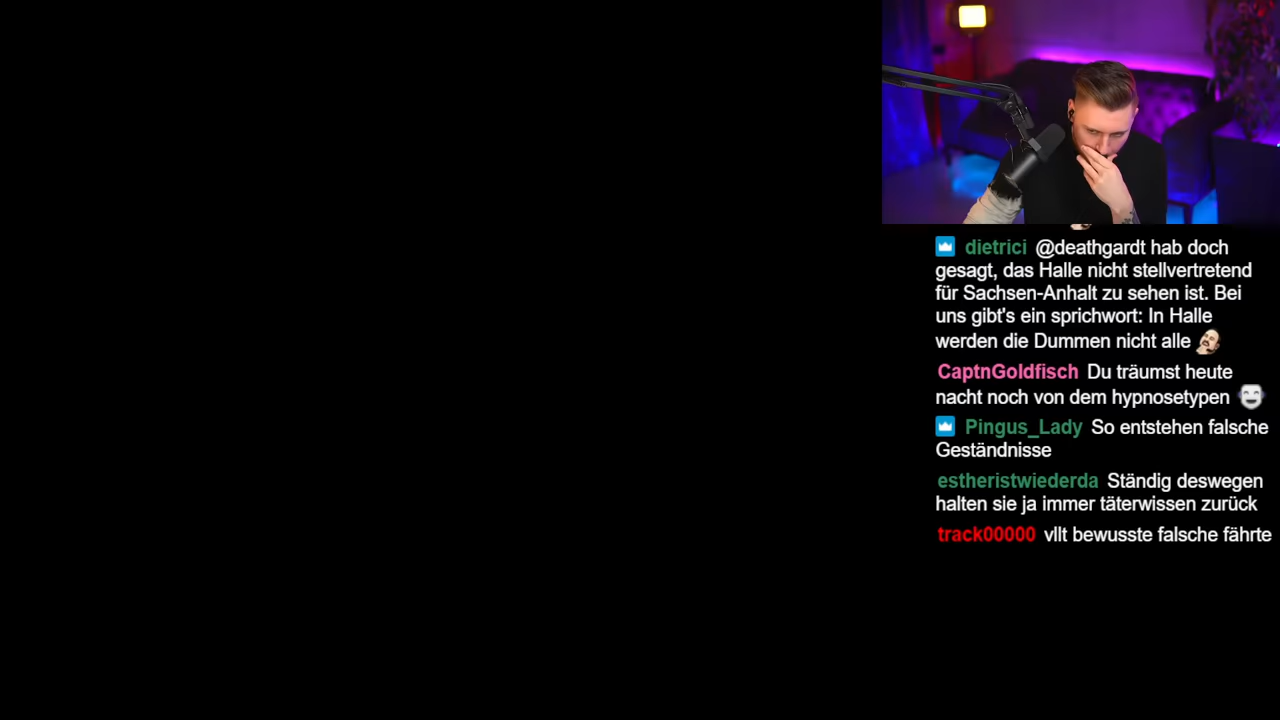 dietrici @deathgardt hab doch
gesagt, das Halle nicht stellvertretend
für Sachsen-Anhalt zu sehen ist. Bei
uns gibt's ein sprichwort: In Halle
werden die Dummen nicht alle
CaptnGoldfisch Du träumst heute
nacht noch von dem hypnosetypen
Pingus_Lady So entstehen falsche
Geständnisse
estheristwiederda Ständig deswegen
halten sie ja immer täterwissen zurück
track00000 vllt bewusste falsche fährte